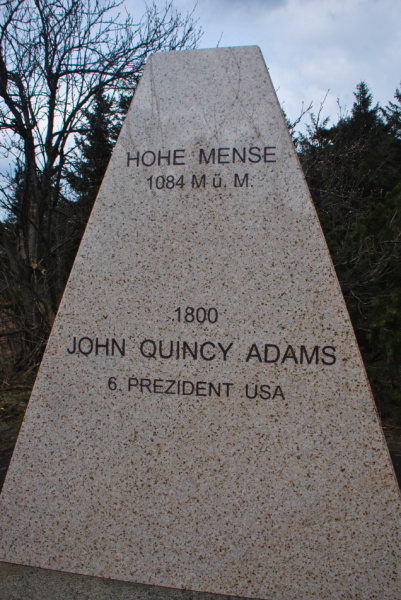 HOHE MENSE
1084 M ü. M.
1800
JOHN QUINCY ADAMS
6. PREZIDENT USA